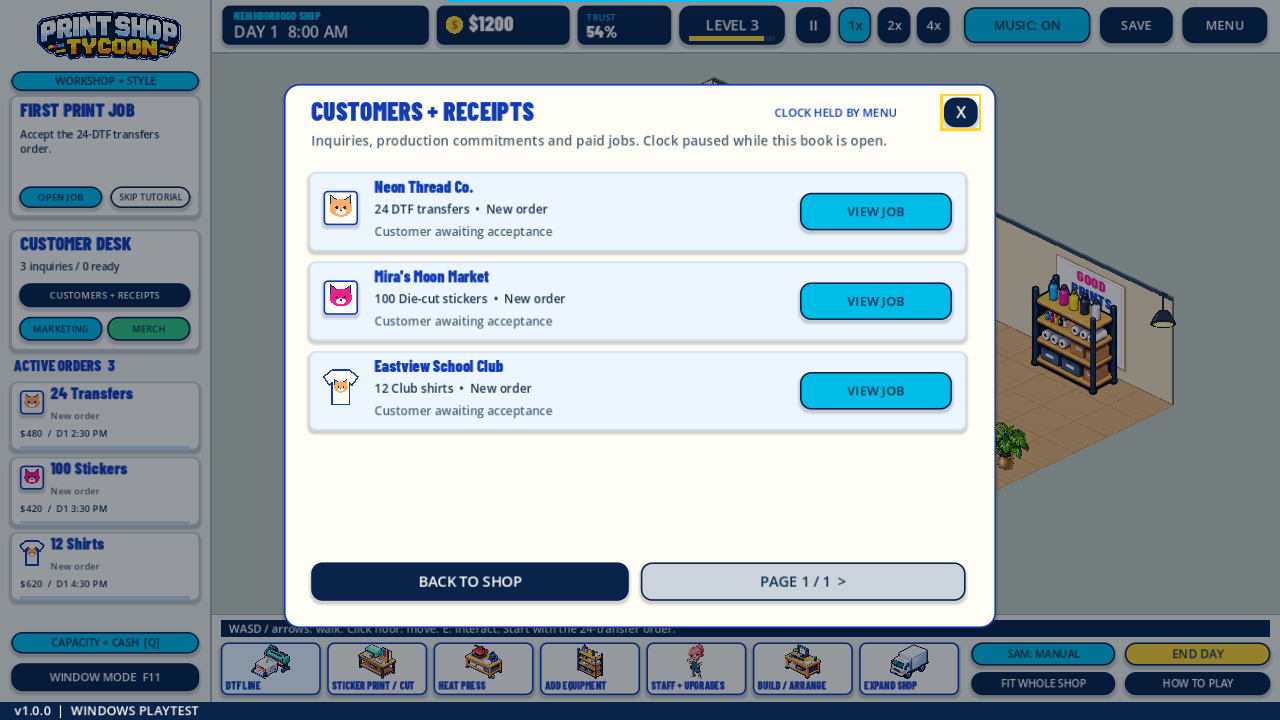 PRINT SHOP
TYCOON
WORKSHOP + STYLE
FIRST PRINT JOB
Accept the 24-DTF transfers
order.
OPEN JOB
SKIP TUTORIAL
CUSTOMER DESK
3 inquiries / 0 ready
CUSTOMERS + RECEIPTS
MARKETING
MERCH
ACTIVE ORDERS 3
24 Transfers
New order
$480 / D1 2:30 PM
100 Stickers
New order
$420 / D1 3:30 PM
12 Shirts
New order
$620 / D1 4:30 PM
CAPACITY + CASH [Q]
WINDOW MODE F11
v1.0.0 | WINDOWS PLAYTEST
NEIGHBORHOOD SHOP
DAY 1 8:00 AM
$ $1200
TRUST
54%
LEVEL 3
II
1x
2x
4x
MUSIC: ON
SAVE
MENU
CUSTOMERS + RECEIPTS
CLOCK HELD BY MENU
X
Inquiries, production commitments and paid jobs. Clock paused while this book is open.
Neon Thread Co.
24 DTF transfers • New order
Customer awaiting acceptance
VIEW JOB
Mira's Moon Market
100 Die-cut stickers • New order
Customer awaiting acceptance
VIEW JOB
Eastview School Club
12 Club shirts • New order
Customer awaiting acceptance
VIEW JOB
BACK TO SHOP
PAGE 1 / 1 >
GOOD
PRINTS
WASD / arrows: walk. Click floor: move. E: interact. Start with the 24-transfer order.
DTF LINE
STICKER PRINT / CUT
HEAT PRESS
ADD EQUIPMENT
STAFF + UPGRADES
BUILD / ARRANGE
EXPAND SHOP
SAM: MANUAL
END DAY
FIT WHOLE SHOP
HOW TO PLAY